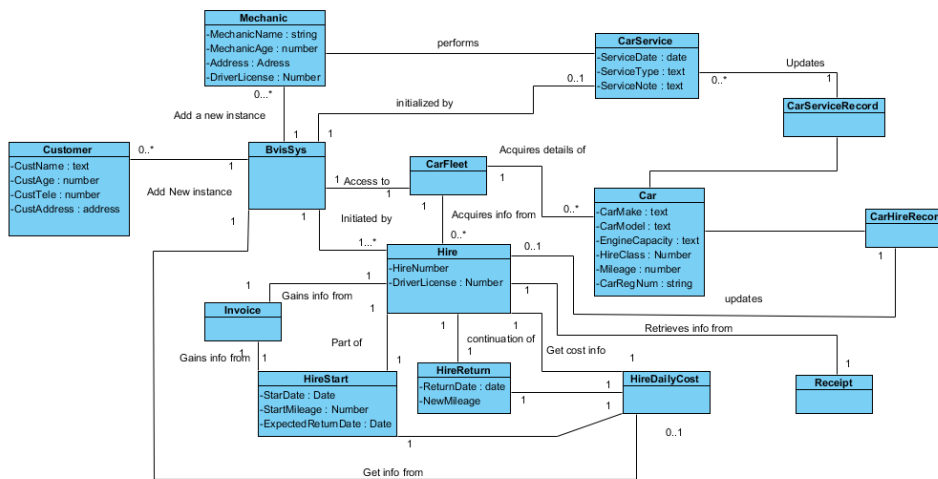 Mechanic
-MechanicName : string
-MechanicAge : number
-Address : Adress
-DriverLicense : Number
performs
CarService
-ServiceDate : date
-ServiceType : text
-ServiceNote : text
Updates
0..*
1
0..1
0...*
initialized by
CarServiceRecord
Add a new instance
1
1
Customer
-CustName : text
-CustAge : number
-CustTele : number
-CustAddress : address
0..*
1
BvisSys
Add New instance
1
Access to
1
CarFleet
1
Acquires details of
0..*
Car
-CarMake : text
-CarModel : text
-EngineCapacity : text
-HireClass : Number
-Mileage : number
-CarRegNum : string
CarHireRecor
1
1
1
Initiated by
1...*
1
Acquires info from
0..*
0..1
Hire
-HireNumber
-DriverLicense : Number
updates
1
Gains info from
1
Invoice
1
1
1
1
1
Retrieves info from
Part of
continuation of
Get cost info
Gains info from
1
1
1
1
1
1
HireStart
-StarDate : Date
-StartMileage : Number
-ExpectedReturnDate : Date
HireReturn
-ReturnDate : date
-NewMileage
1
1
HireDailyCost
Receipt
1
1
0..1
Get info from